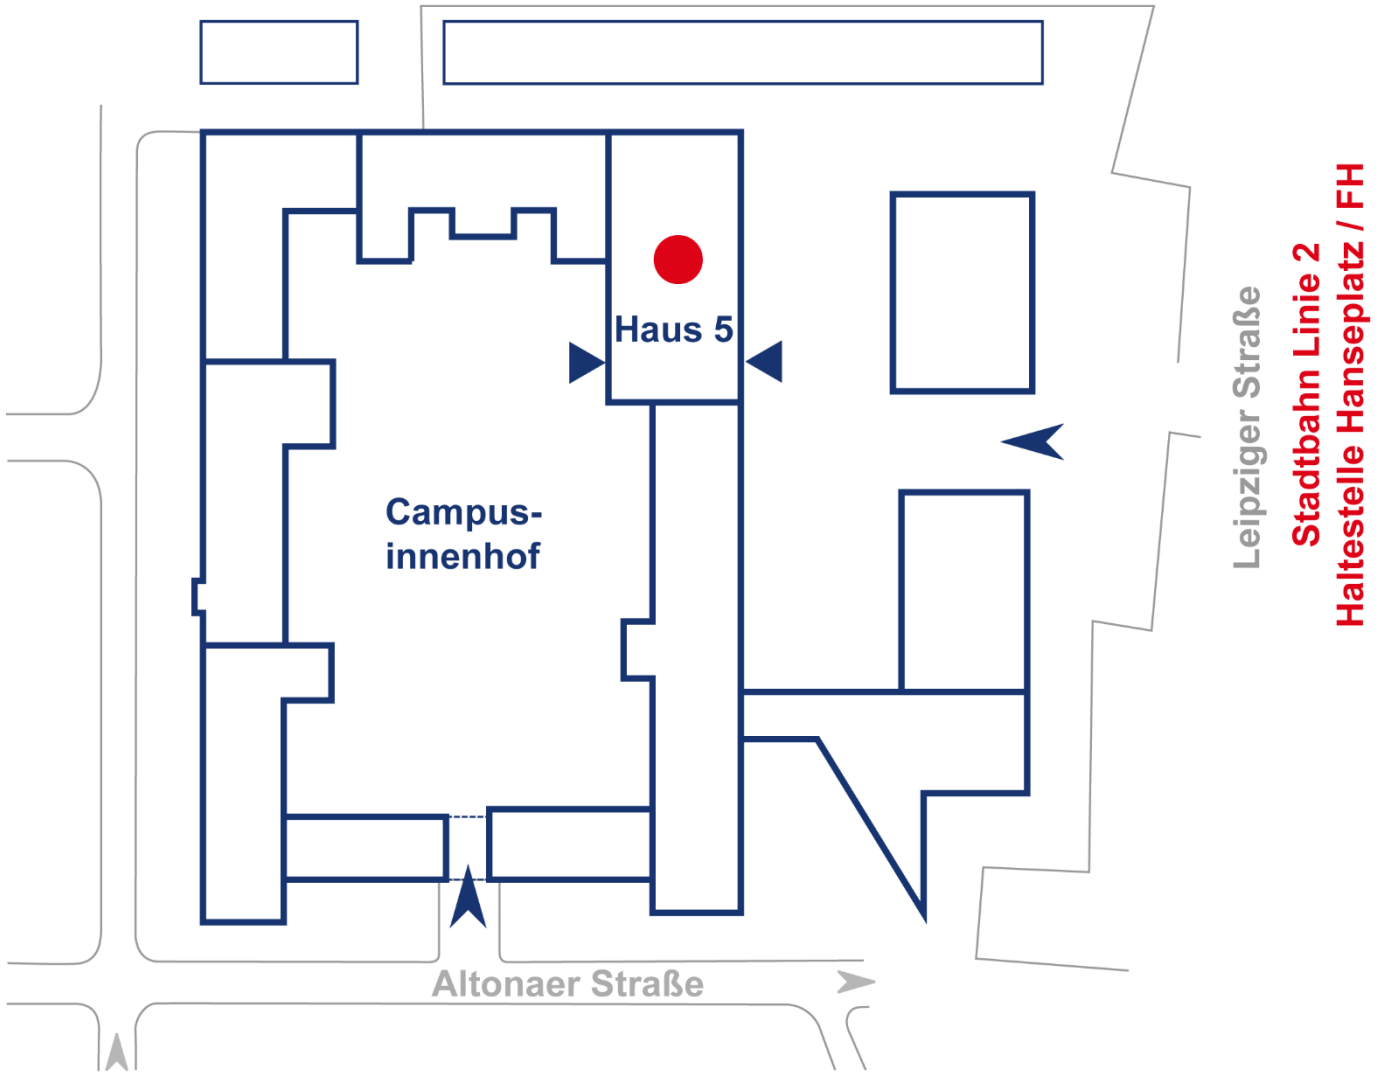 Haus 5
Campus-
innenhof
Altonaer Straße
Leipziger Straße
Stadtbahn Linie 2
Haltestelle Hanseplatz / FH